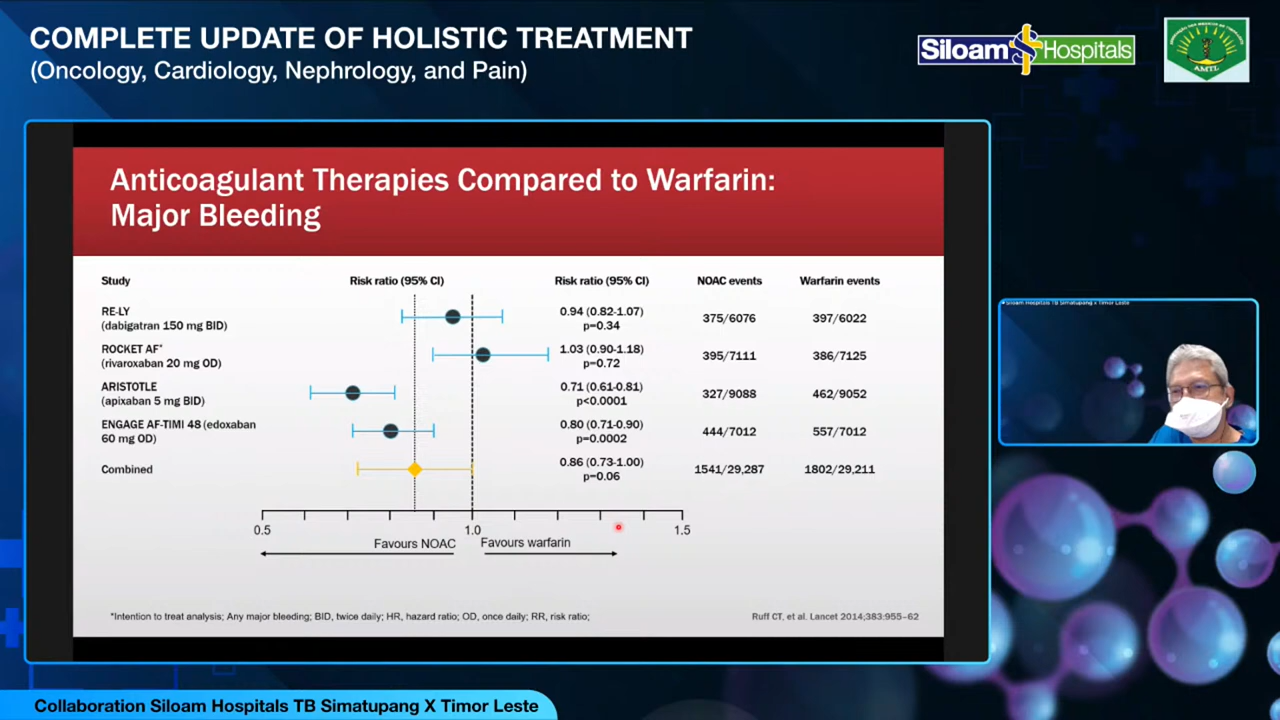 COMPLETE UPDATE OF HOLISTIC TREATMENT
(Oncology, Cardiology, Nephrology, and Pain)
Siloam Hospitals
AMTL
Anticoagulant Therapies Compared to Warfarin:
Major Bleeding
Study Risk ratio (95% CI) Risk ratio (95% CI) NOAC events Warfarin events
RE-LY
(dabigatran 150 mg BID)
0.94 (0.82-1.07)
p=0.34
375/6076 397/6022
ROCKET AF*
(rivaroxaban 20 mg OD)
1.03 (0.90-1.18)
p=0.72
395/7111 386/7125
ARISTOTLE
(apixaban 5 mg BID)
0.71 (0.61-0.81)
p<0.0001
327/9088 462/9052
ENGAGE AF-TIMI 48 (edoxaban
60 mg OD)
0.80 (0.71-0.90)
p=0.0002
444/7012 557/7012
Combined
0.86 (0.73-1.00)
p=0.06
1541/29,287 1802/29,211
0.5 1.0 1.5
Favours NOAC Favours warfarin
*Intention to treat analysis; Any major bleeding; BID, twice daily; HR, hazard ratio; OD, once daily; RR, risk ratio;
Ruff CT, et al. Lancet 2014;383:955–62
Siloam Hospitals TB Simatupang X Timor Leste
Collaboration Siloam Hospitals TB Simatupang X Timor Leste